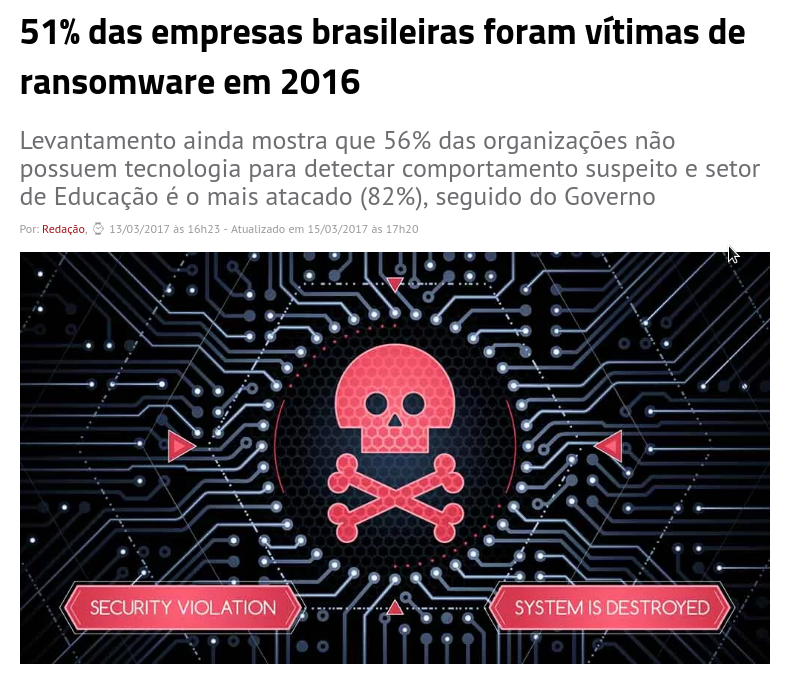 51% das empresas brasileiras foram vítimas de
ransomware em 2016
Levantamento ainda mostra que 56% das organizações não
possuem tecnologia para detectar comportamento suspeito e setor
de Educação é o mais atacado (82%), seguido do Governo
Por: Redação, 13/03/2017 às 16h23 - Atualizado em 15/03/2017 às 17h20
SECURITY VIOLATION
SYSTEM IS DESTROYED